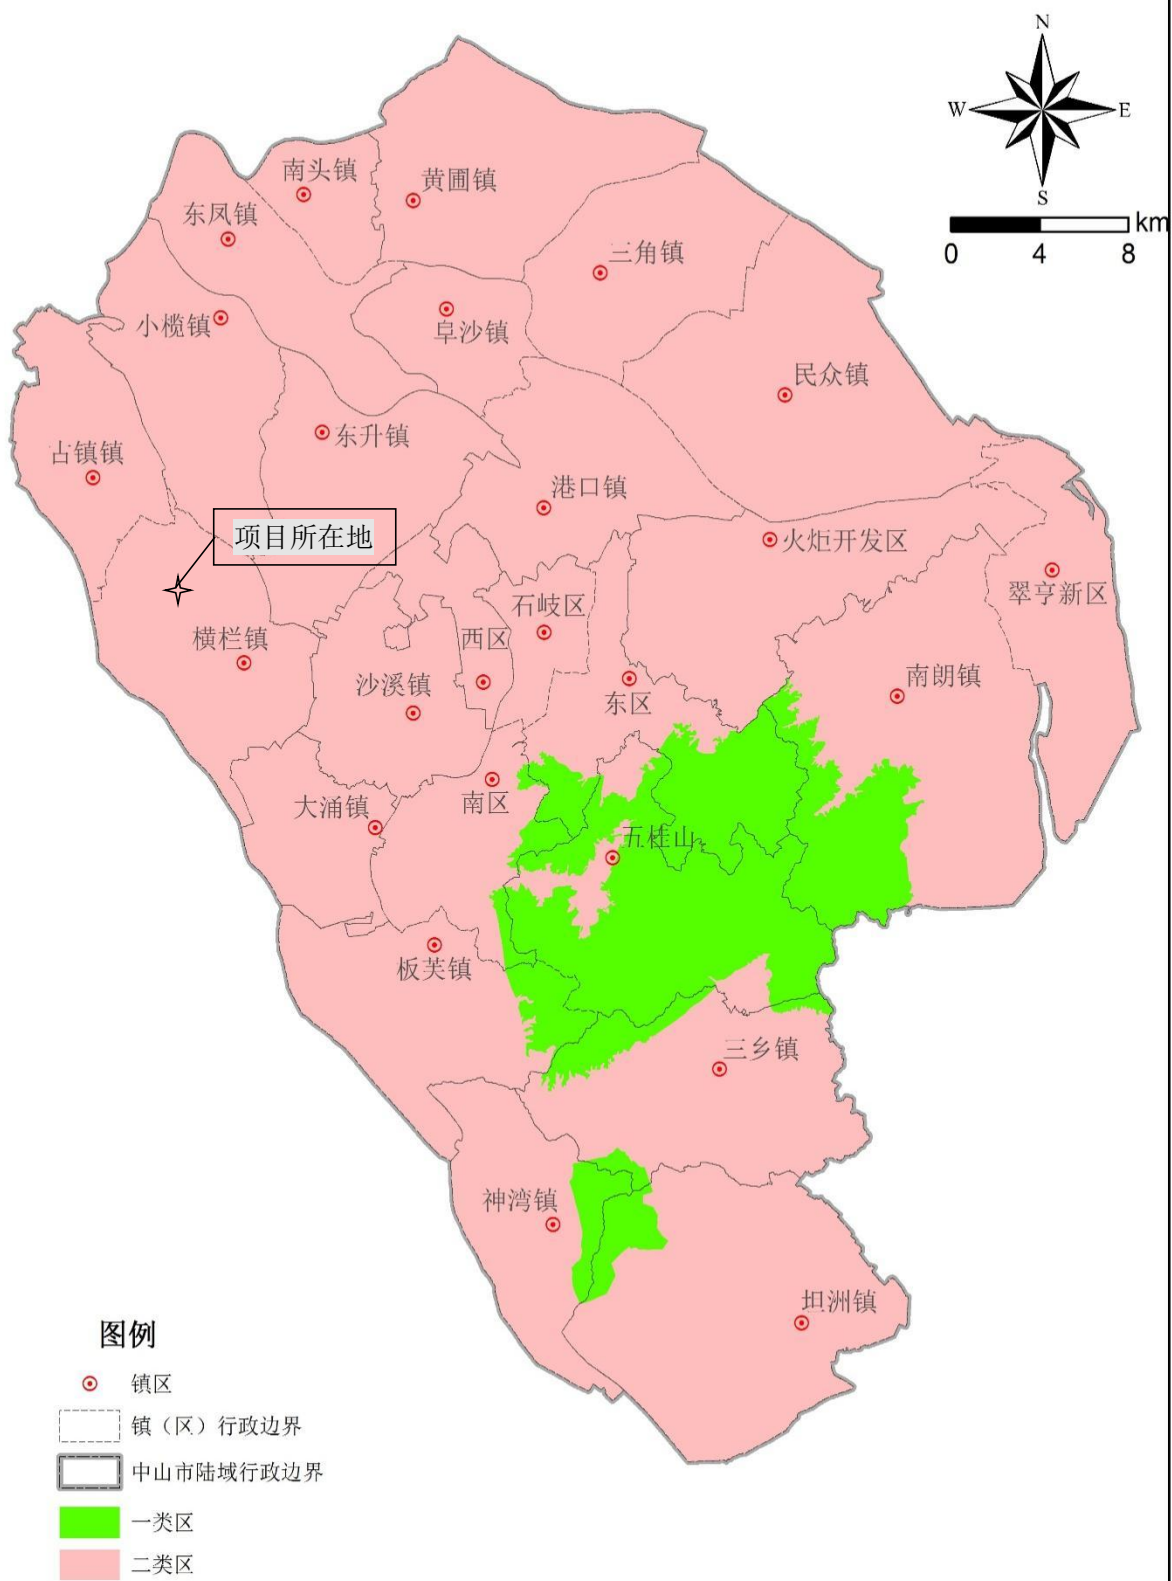 N
W
E
S
km
0
4
8
南头镇
黄圃镇
东凤镇
三角镇
小榄镇
阜沙镇
民众镇
东升镇
古镇镇
港口镇
项目所在地
火炬开发区
翠亨新区
石岐区
横栏镇
西区
沙溪镇
东区
南朗镇
大涌镇
南区
五桂山
板芙镇
三乡镇
神湾镇
坦洲镇
图例
镇区
镇（区）行政边界
中山市陆域行政边界
一类区
二类区